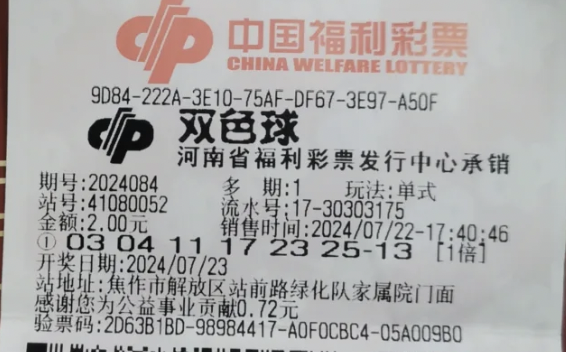 中国福利彩票
CHINA WELFARE LOTTERY
9D84-222A-3E10-75AF-DF67-3E97-A50F
双色球
河南省福利彩票发行中心承销
期号:2024084 多 期:1 玩法:单式
站号:41080052 流水号:17-30303175
金额:2.00元 销售时间:2024/07/22-17:40:46
① 03 04 11 17 23 25-13 [1倍]
开奖日期:2024/07/23
站地址:焦作市解放区站前路绿化队家属院门面
感谢您为公益事业贡献0.72元
验票码:2D63B1BD-98984417-A0F0CBC4-05A009B0